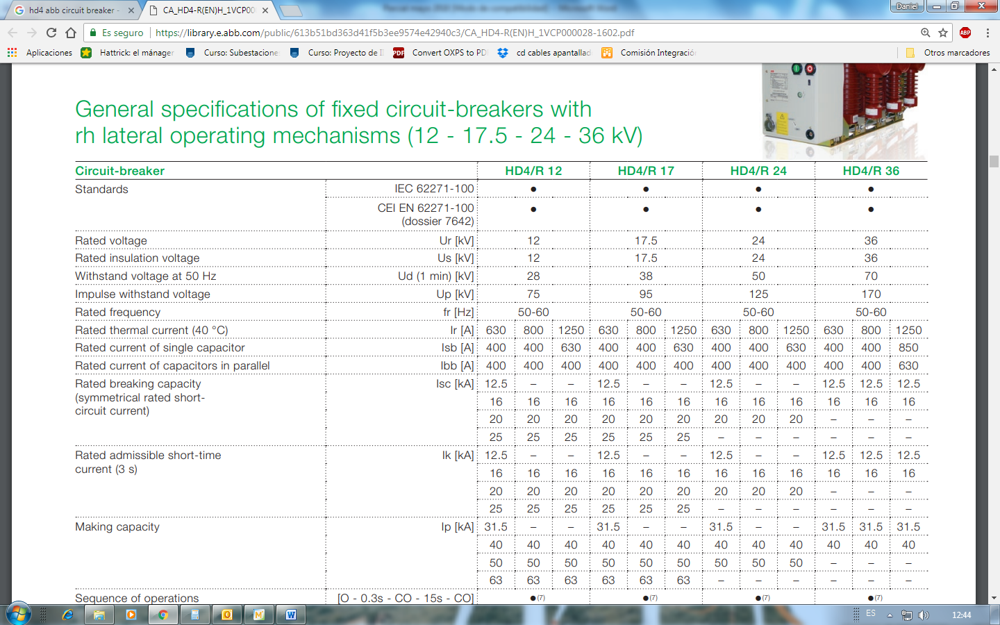 hd4 abb circuit breaker -
CA_HD4-R(EN)H_1VCP00
Daniel
Es seguro | https://library.e.abb.com/public/613b51bd363d41f5b3ee9574e42940c3/CA_HD4-R(EN)H_1VCP000028-1602.pdf
ABP
Aplicaciones Hattrick: el mánager Curso: Subestacione Curso: Proyecto de I PDF Convert OXPS to PD cd cables apantallad Comisión Integració Otros marcadores
General specifications of fixed circuit-breakers with
rh lateral operating mechanisms (12 - 17.5 - 24 - 36 kV)
Circuit-breaker HD4/R 12 HD4/R 17 HD4/R 24 HD4/R 36
Standards IEC 62271-100 ● ● ● ●
CEI EN 62271-100 ● ● ● ●
(dossier 7642)
Rated voltage Ur [kV] 12 17.5 24 36
Rated insulation voltage Us [kV] 12 17.5 24 36
Withstand voltage at 50 Hz Ud (1 min) [kV] 28 38 50 70
Impulse withstand voltage Up [kV] 75 95 125 170
Rated frequency fr [Hz] 50-60 50-60 50-60 50-60
Rated thermal current (40 °C) Ir [A] 630 800 1250 630 800 1250 630 800 1250 630 800 1250
Rated current of single capacitor Isb [A] 400 400 630 400 400 630 400 400 630 400 400 850
Rated current of capacitors in parallel Ibb [A] 400 400 400 400 400 400 400 400 400 400 400 630
Rated breaking capacity Isc [kA] 12.5 – – 12.5 – – 12.5 – – 12.5 12.5 12.5
(symmetrical rated short- 16 16 16 16 16 16 16 16 16 16 16 16
circuit current) 20 20 20 20 20 20 20 20 20 – – –
25 25 25 25 25 25 – – – – – –
Rated admissible short-time Ik [kA] 12.5 – – 12.5 – – 12.5 – – 12.5 12.5 12.5
current (3 s) 16 16 16 16 16 16 16 16 16 16 16 16
20 20 20 20 20 20 20 20 20 – – –
25 25 25 25 25 25 – – – – – –
Making capacity Ip [kA] 31.5 – – 31.5 – – 31.5 – – 31.5 31.5 31.5
40 40 40 40 40 40 40 40 40 40 40 40
50 50 50 50 50 50 50 50 50 – – –
63 63 63 63 63 63 – – – – – –
Sequence of operations [O - 0.3s - CO - 15s - CO] ●(7) ●(7) ●(7) ●(7)
ES 12:44